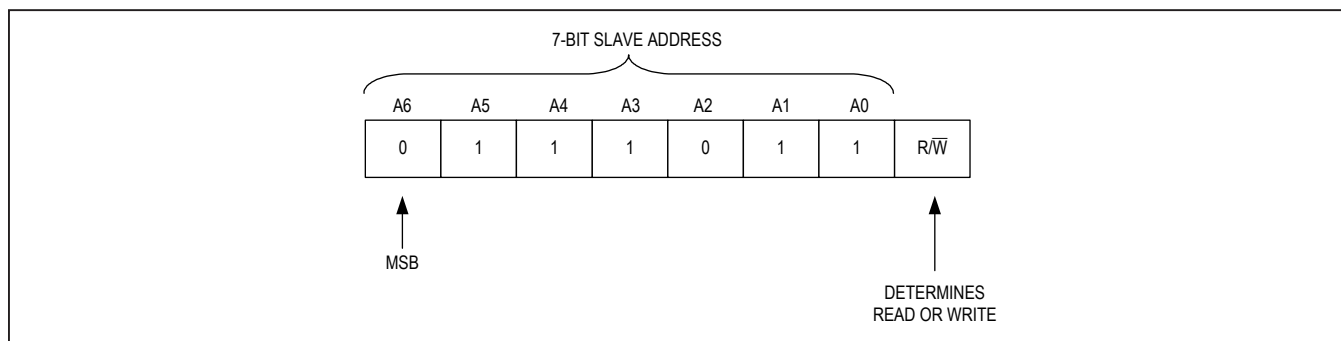 7-BIT SLAVE ADDRESS
A6 A5 A4 A3 A2 A1 A0
0 1 1 1 0 1 1 R/W̅
MSB
DETERMINES
READ OR WRITE